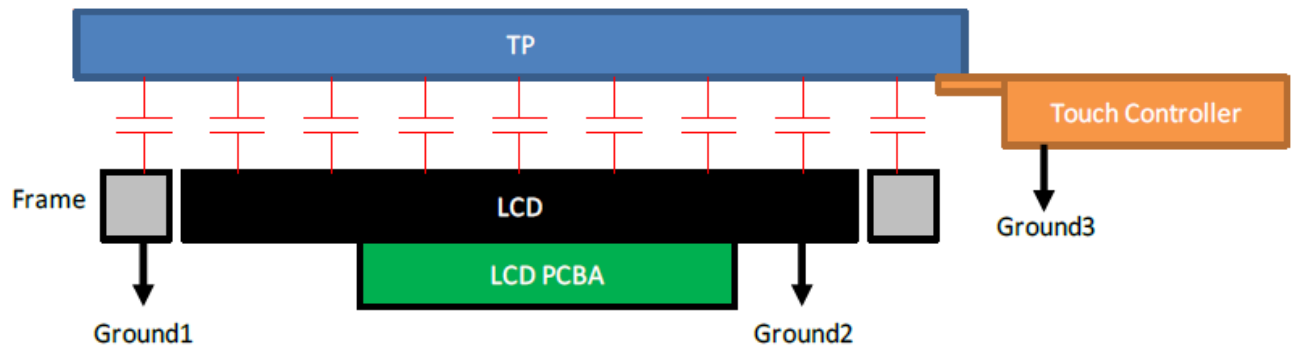 TP
Touch Controller
Frame
LCD
Ground3
LCD PCBA
Ground1
Ground2